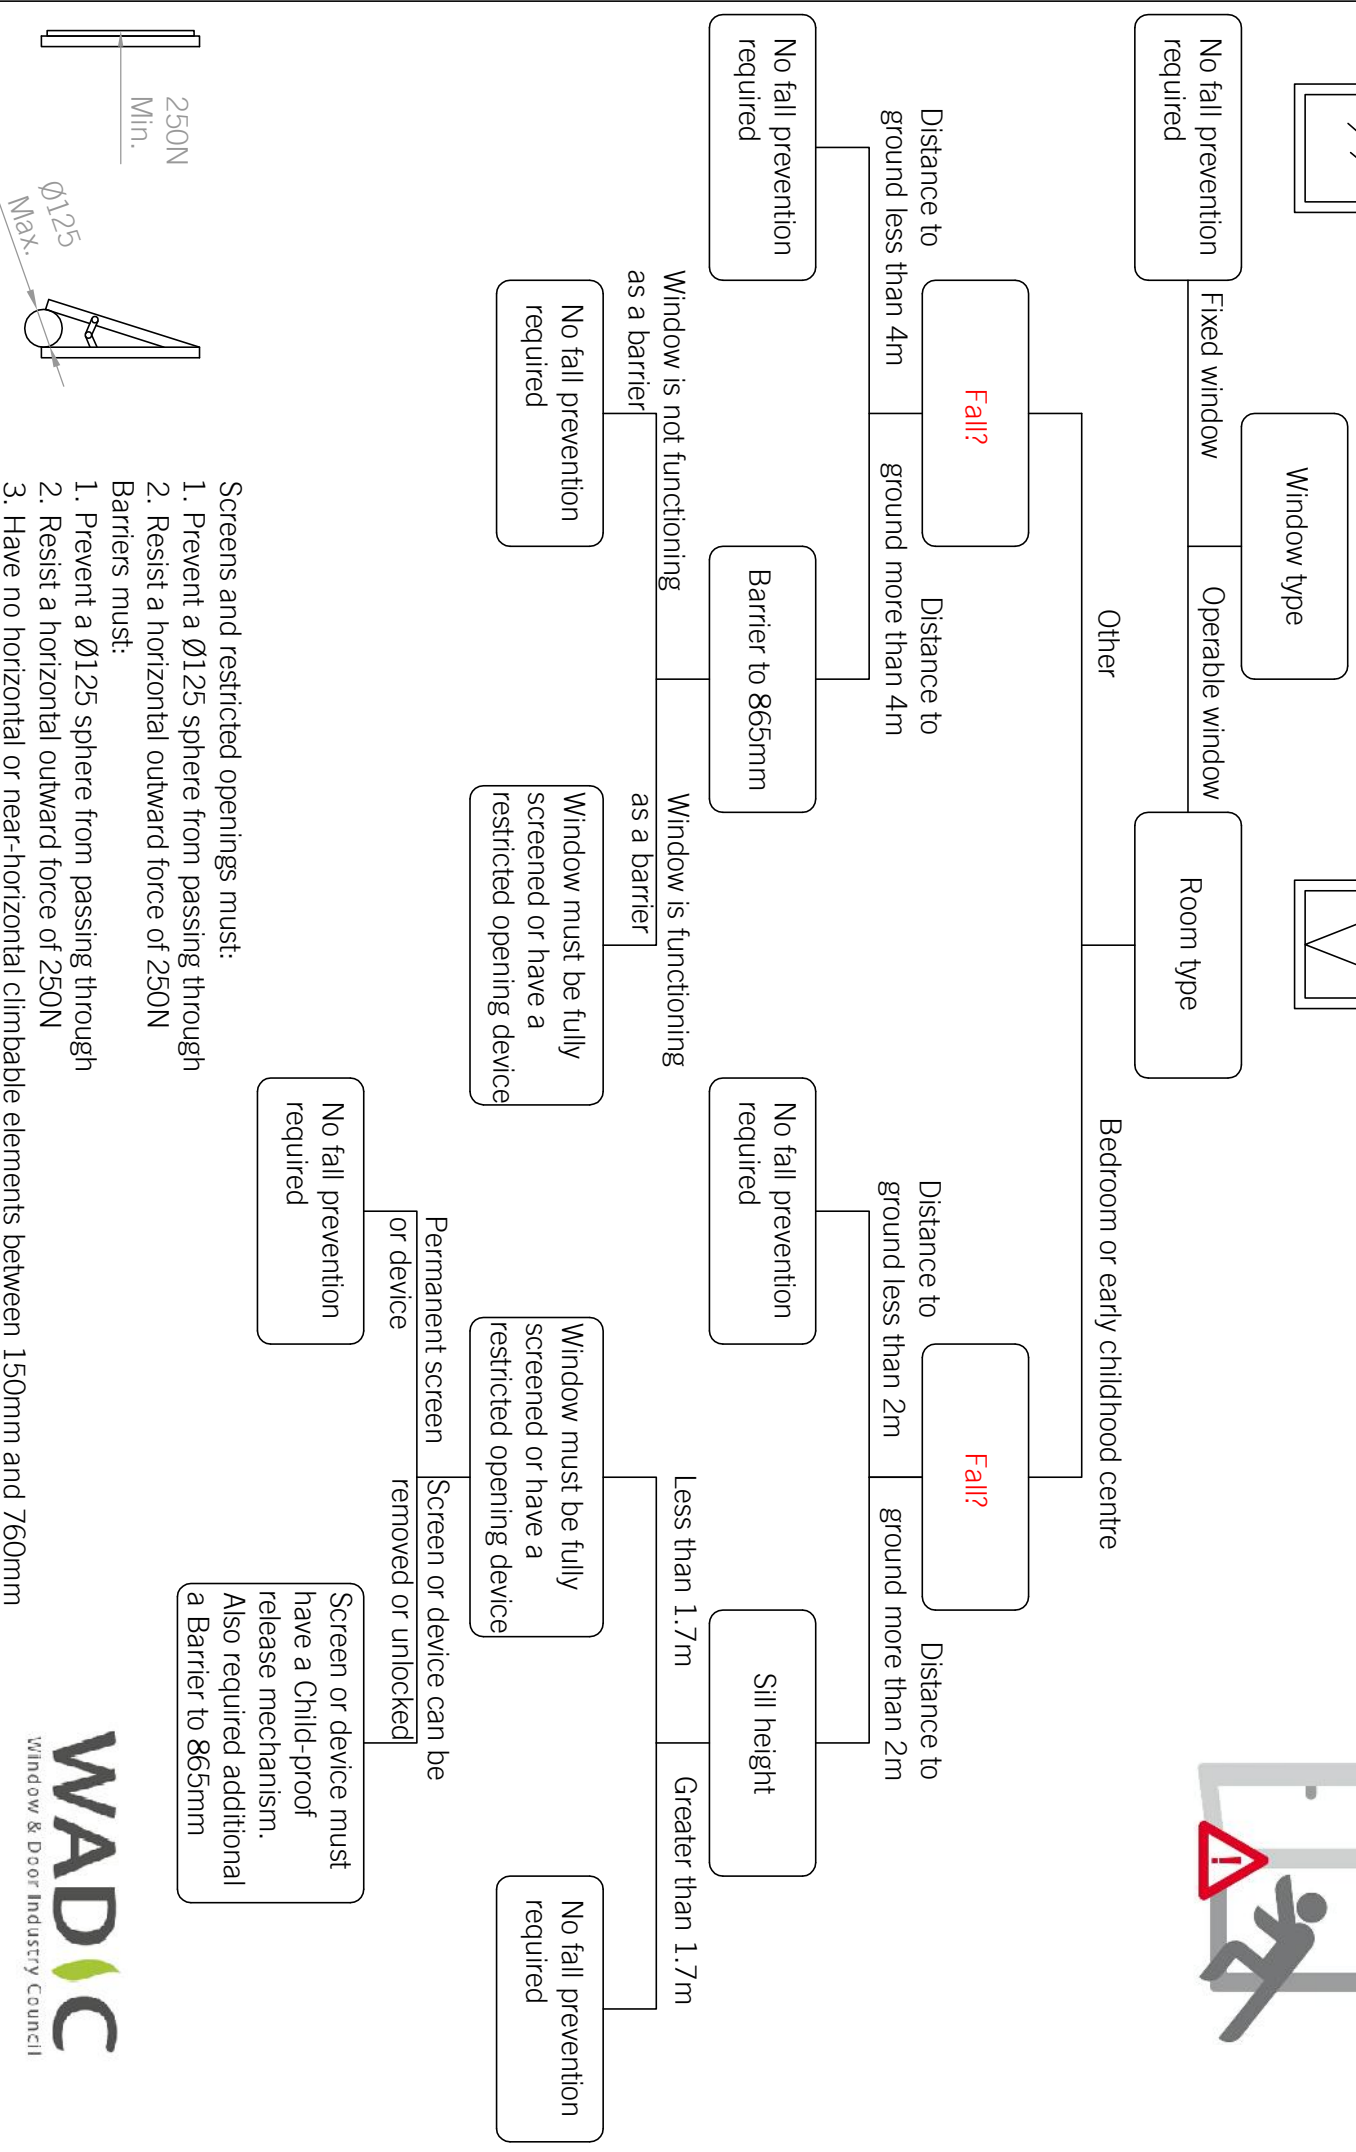 Window type
Fixed window
Operable window
No fall prevention
required
Room type
Other
Bedroom or early childhood centre
Fall?
Fall?
Distance to
ground less than 4m
Distance to
ground more than 4m
Distance to
ground less than 2m
Distance to
ground more than 2m
No fall prevention
required
Barrier to 865mm
No fall prevention
required
Sill height
Window is not functioning
as a barrier
Window is functioning
as a barrier
Less than 1.7m
Greater than 1.7m
No fall prevention
required
Window must be fully
screened or have a
restricted opening device
Window must be fully
screened or have a
restricted opening device
No fall prevention
required
Permanent screen
or device
Screen or device can be
removed or unlocked
No fall prevention
required
Screen or device must
have a Child-proof
release mechanism.
Also required additional
a Barrier to 865mm
250N
Min.
Ø125
Max.
Screens and restricted openings must:
1. Prevent a Ø125 sphere from passing through
2. Resist a horizontal outward force of 250N
Barriers must:
1. Prevent a Ø125 sphere from passing through
2. Resist a horizontal outward force of 250N
3. Have no horizontal or near-horizontal climbable elements between 150mm and 760mm
WADIC
Window & Door Industry Council